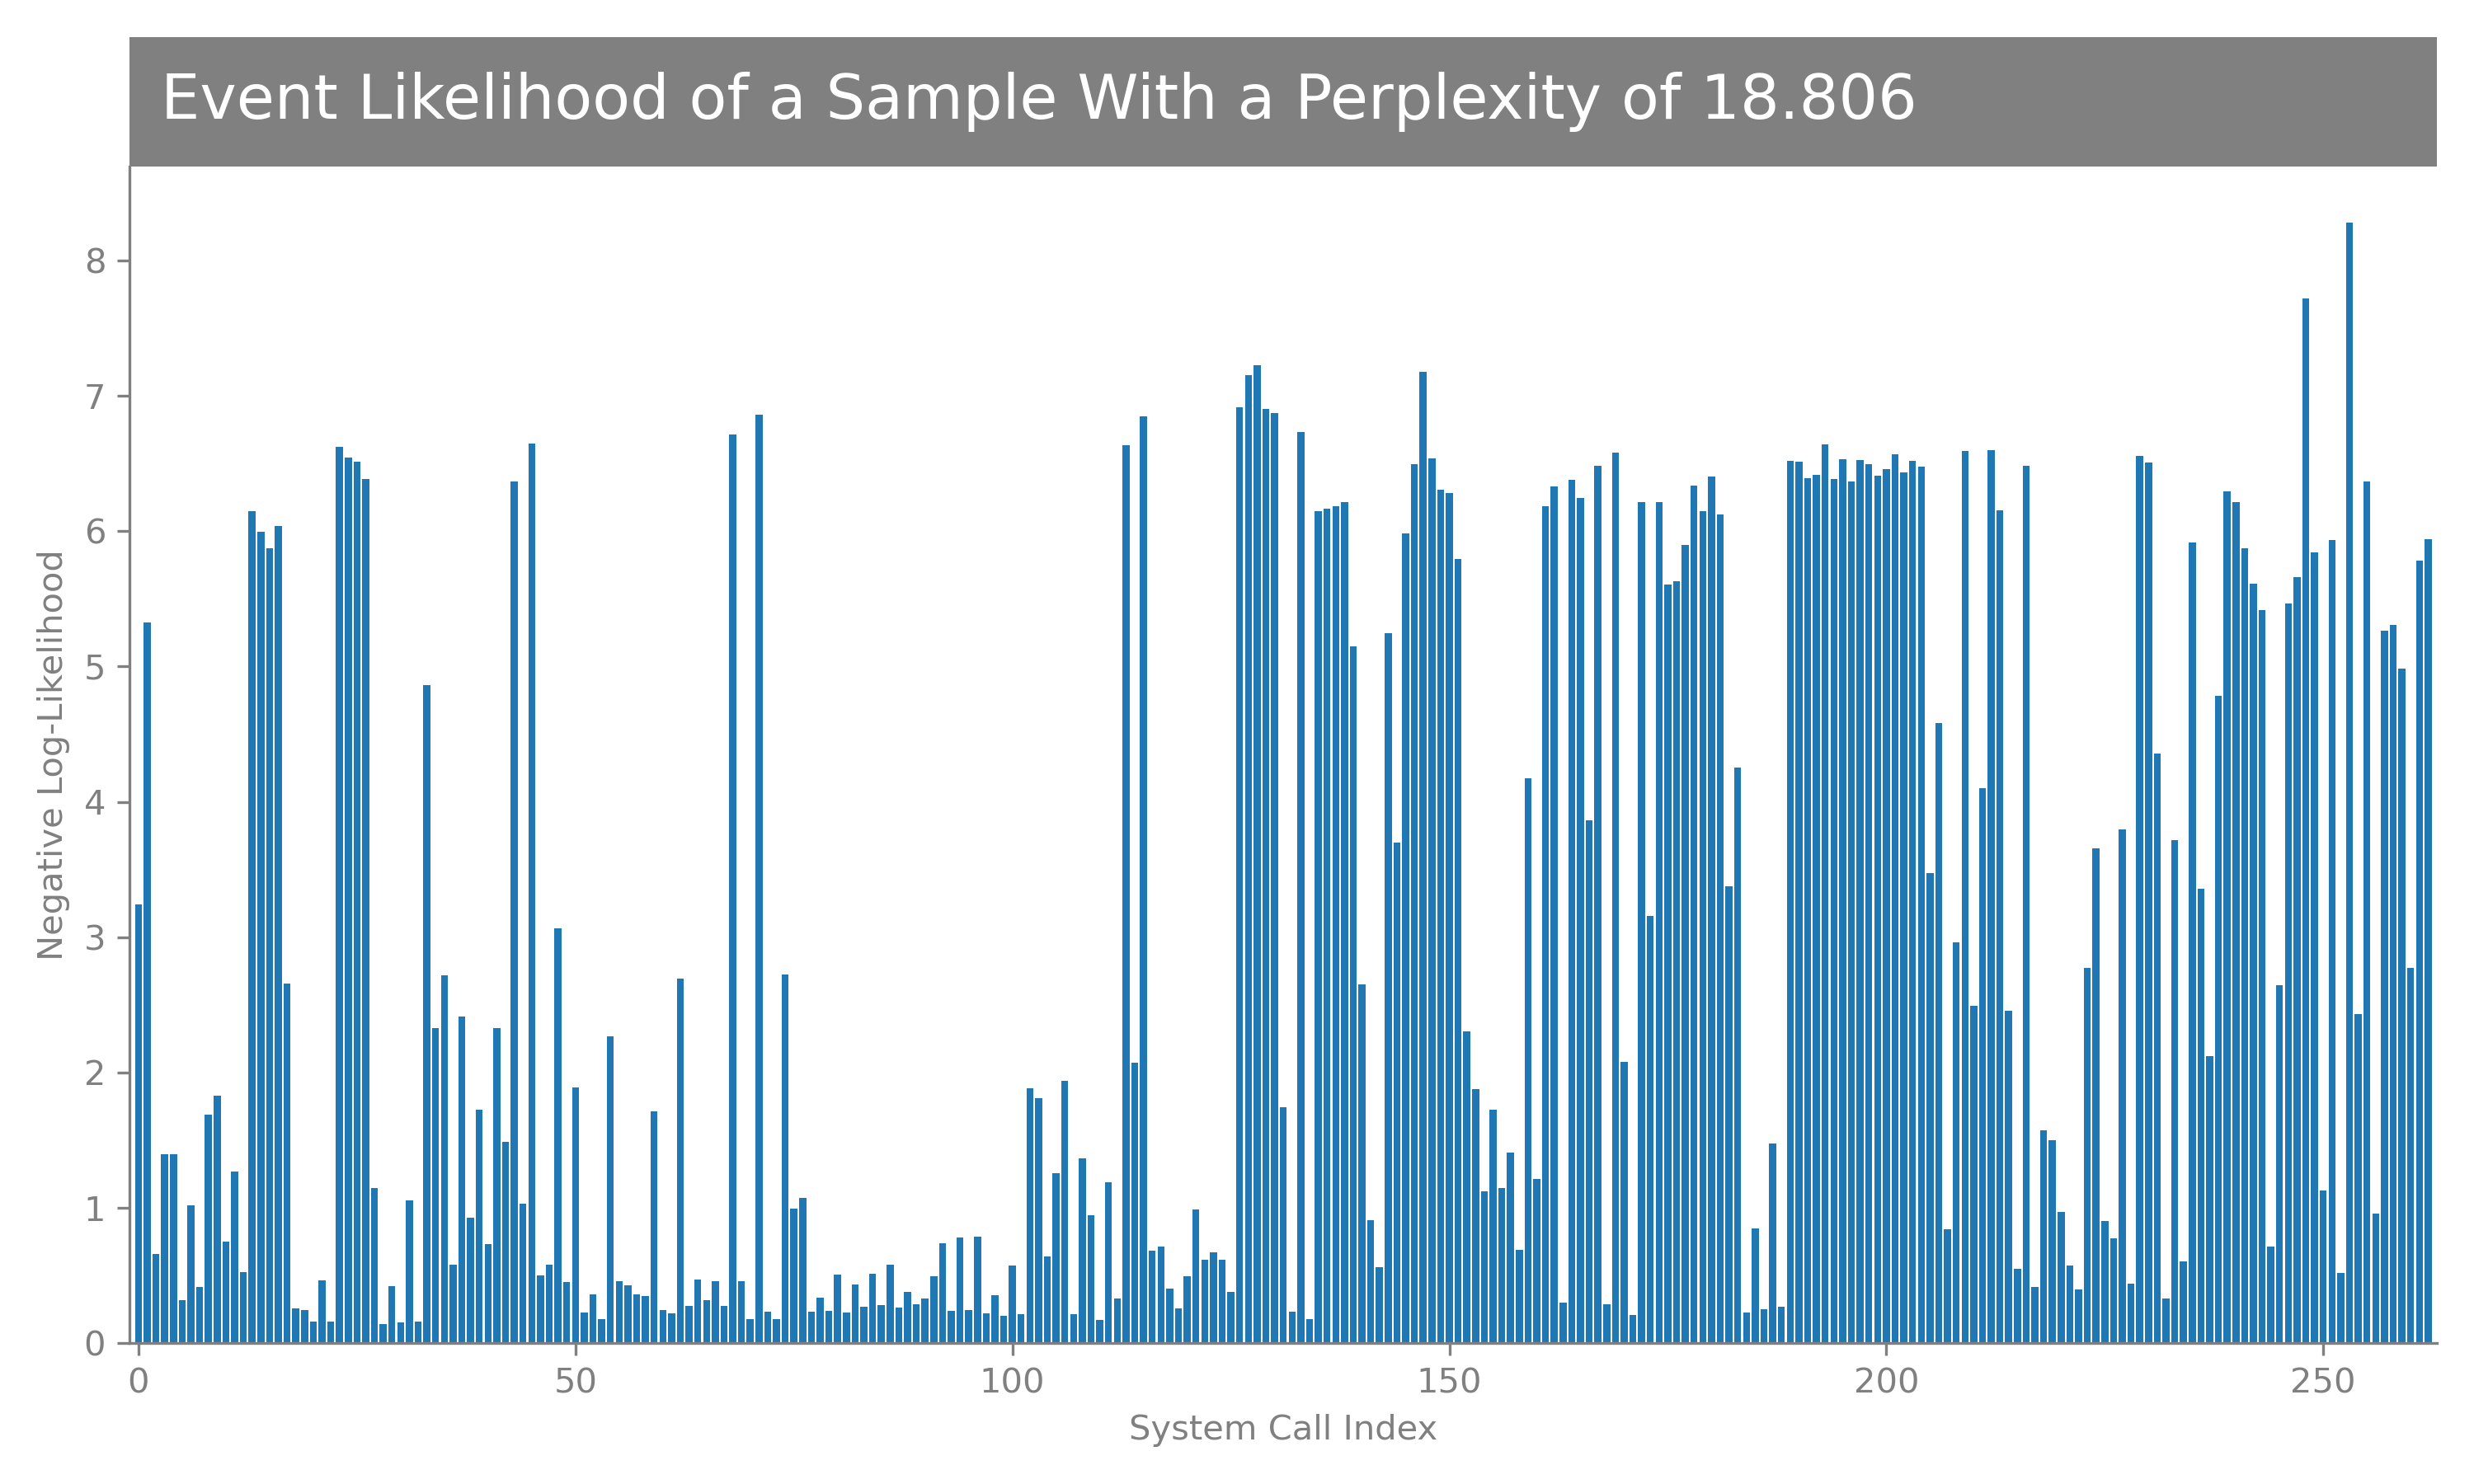 Event Likelihood of a Sample With a Perplexity of 18.806
8
7
6
5
4
3
2
1
0
Negative Log-Likelihood
0 50 100 150 200 250
System Call Index